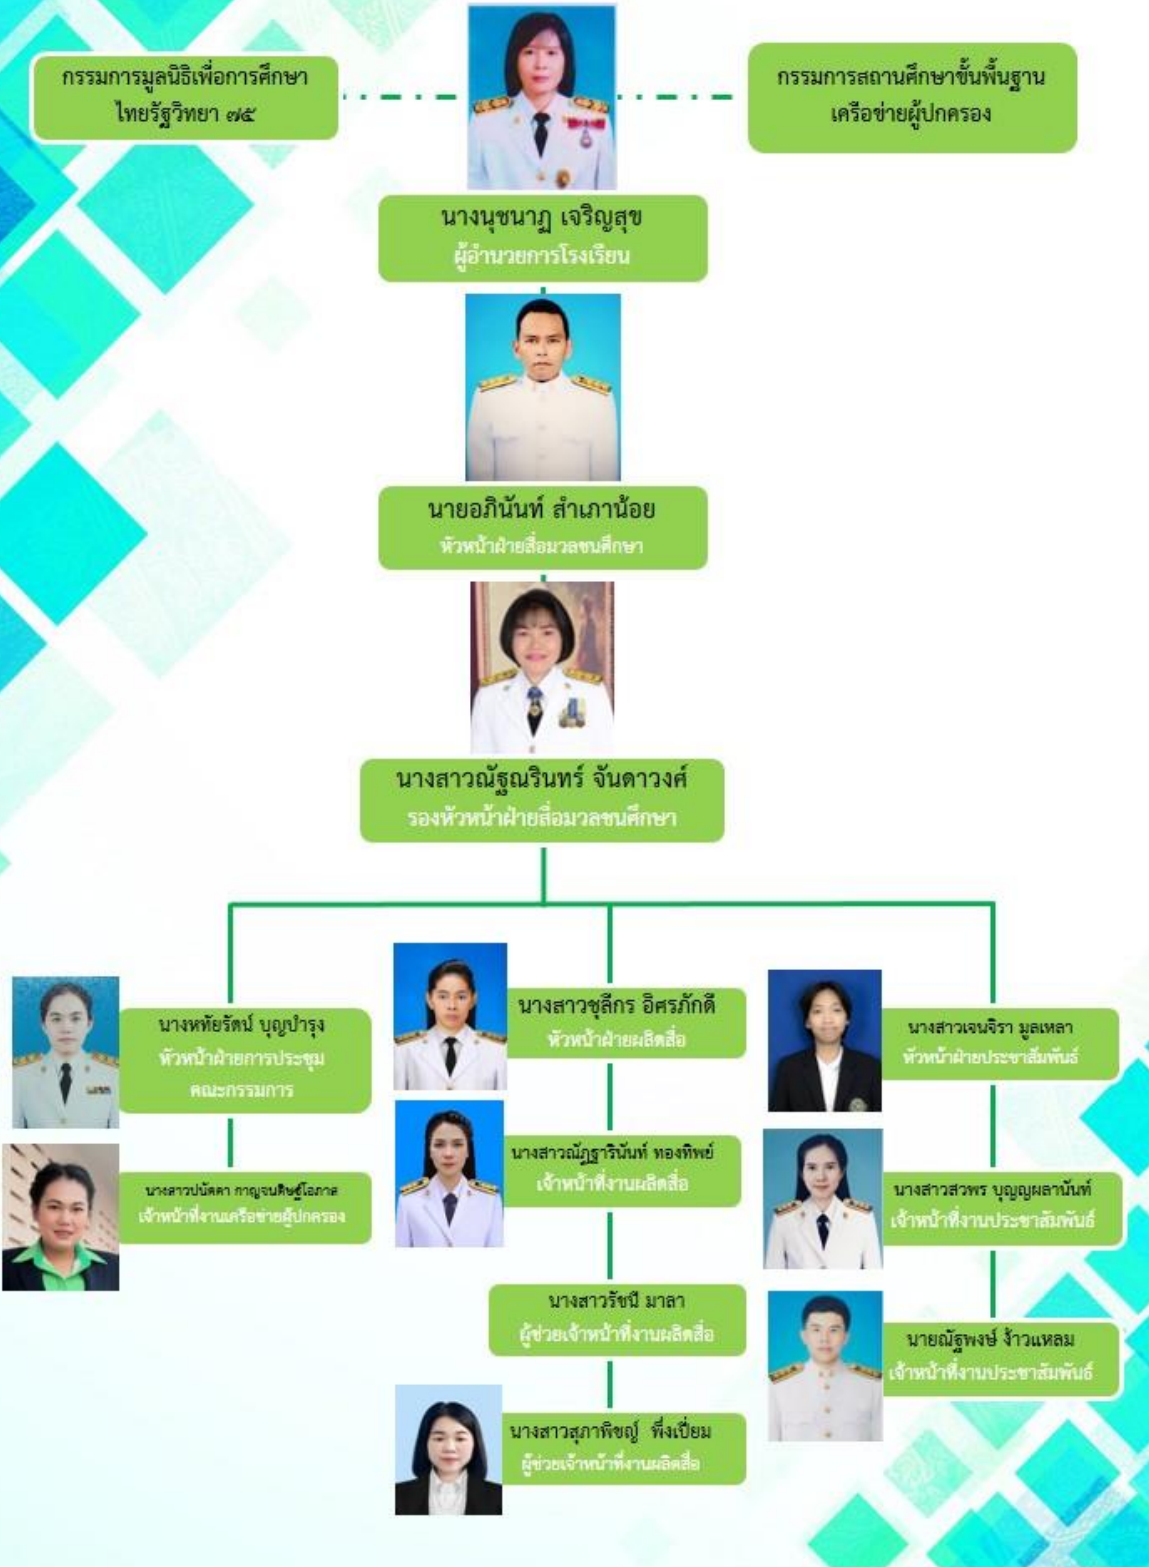 กรรมการมูลนิธิเพื่อการศึกษา
ไทยรัฐวิทยา ๗๕
กรรมการสถานศึกษาขั้นพื้นฐาน
เครือข่ายผู้ปกครอง
นางนุชนาฏ เจริญสุข
ผู้อำนวยการโรงเรียน
นายอภินันท์ สำเภาน้อย
หัวหน้าฝ่ายสื่อมวลชนศึกษา
นางสาวณัฐณรินทร์ จันดาวงศ์
รองหัวหน้าฝ่ายสื่อมวลชนศึกษา
นางหทัยรัตน์ บุญบำรุง
หัวหน้าฝ่ายการประชุม
คณะกรรมการ
นางสาวปนัดดา กาญจนดิษฐ์โอภาส
เจ้าหน้าที่งานเครือข่ายผู้ปกครอง
นางสาวชุลีกร อิศรภักดี
หัวหน้าฝ่ายผลิตสื่อ
นางสาวณัฏฐารินันท์ ทองทิพย์
เจ้าหน้าที่งานผลิตสื่อ
นางสาวรัชนี มาลา
ผู้ช่วยเจ้าหน้าที่งานผลิตสื่อ
นางสาวสุภาพิชญ์ พึ่งเปี่ยม
ผู้ช่วยเจ้าหน้าที่งานผลิตสื่อ
นางสาวเจนจิรา มูลเหลา
หัวหน้าฝ่ายประชาสัมพันธ์
นางสาวสวพร บุญญผลานันท์
เจ้าหน้าที่งานประชาสัมพันธ์
นายณัฐพงษ์ ง้าวแหลม
เจ้าหน้าที่งานประชาสัมพันธ์